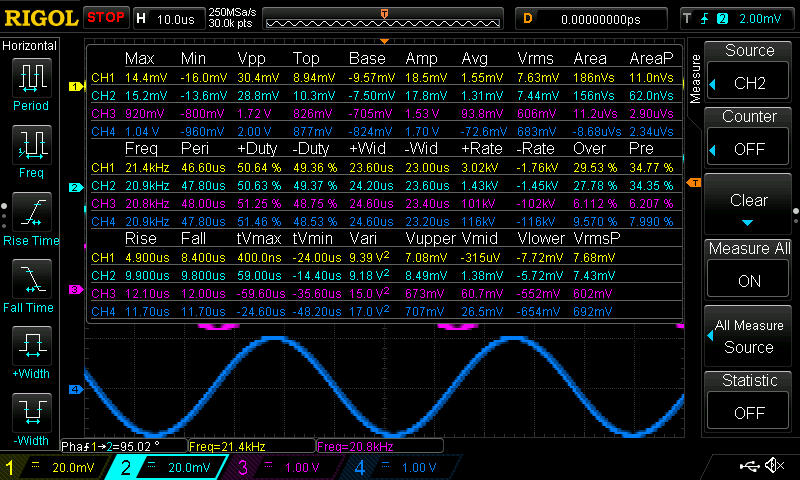 RIGOL STOP H 10.0us 250MSa/s 30.0k pts D 0.00000000ps T 2 2.00mV
Horizontal
Period
Freq
Rise Time
Fall Time
+Width
-Width
Max Min Vpp Top Base Amp Avg Vrms Area AreaP
CH1 14.4mV -16.0mV 30.4mV 8.94mV -9.57mV 18.5mV 1.55mV 7.63mV 186nVs 11.0nVs
CH2 15.2mV -13.6mV 28.8mV 10.3mV -7.50mV 17.8mV 1.31mV 7.44mV 156nVs 62.0nVs
CH3 920mV -800mV 1.72 V 826mV -705mV 1.53 V 93.8mV 606mV 11.2uVs 2.90uVs
CH4 1.04 V -960mV 2.00 V 877mV -824mV 1.70 V -72.6mV 683mV -8.68uVs 2.34uVs
Freq Peri +Duty -Duty +Wid -Wid +Rate -Rate Over Pre
CH1 21.4kHz 46.60us 50.64 % 49.36 % 23.60us 23.00us 3.02kV -1.76kV 29.53 % 34.77 %
CH2 20.9kHz 47.80us 50.63 % 49.37 % 24.20us 23.60us 1.43kV -1.45kV 27.78 % 34.35 %
CH3 20.8kHz 48.00us 51.25 % 48.75 % 24.60us 23.40us 101kV -102kV 6.112 % 6.207 %
CH4 20.9kHz 47.80us 51.46 % 48.53 % 24.60us 23.20us 116kV -116kV 9.570 % 7.990 %
Rise Fall tVmax tVmin Vari Vupper Vmid Vlower VrmsP
CH1 4.900us 8.400us 400.0ns -24.00us 9.39 V² 7.08mV -315uV -7.72mV 7.68mV
CH2 9.900us 9.800us 59.00us -14.40us 9.18 V² 8.49mV 1.38mV -5.72mV 7.43mV
CH3 12.10us 12.00us -59.60us -35.60us 15.0 V² 673mV 60.7mV -552mV 602mV
CH4 11.70us 11.70us -24.60us -48.20us 17.0 V² 707mV 26.5mV -654mV 692mV
1
2
3
4
T
Measure
Source
CH2
Counter
OFF
Clear
Measure All
ON
All Measure
Source
Statistic
OFF
Pha 1→2=95.02 ° Freq=21.4kHz Freq=20.8kHz
1 20.0mV 2 20.0mV 3 1.00 V 4 1.00 V